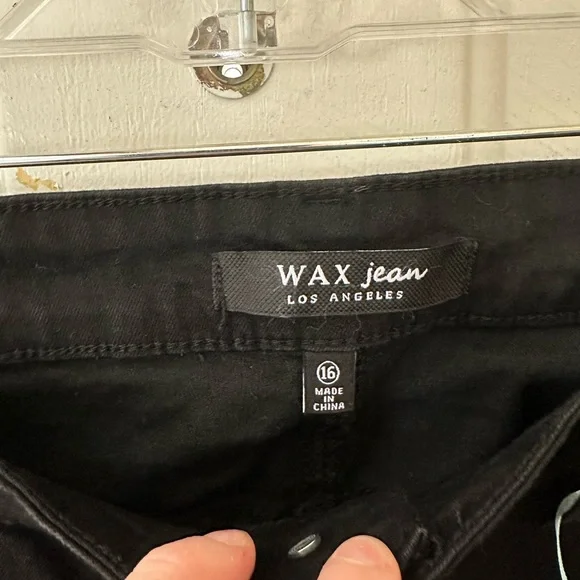 WAX jean
LOS ANGELES
16
MADE
IN
CHINA